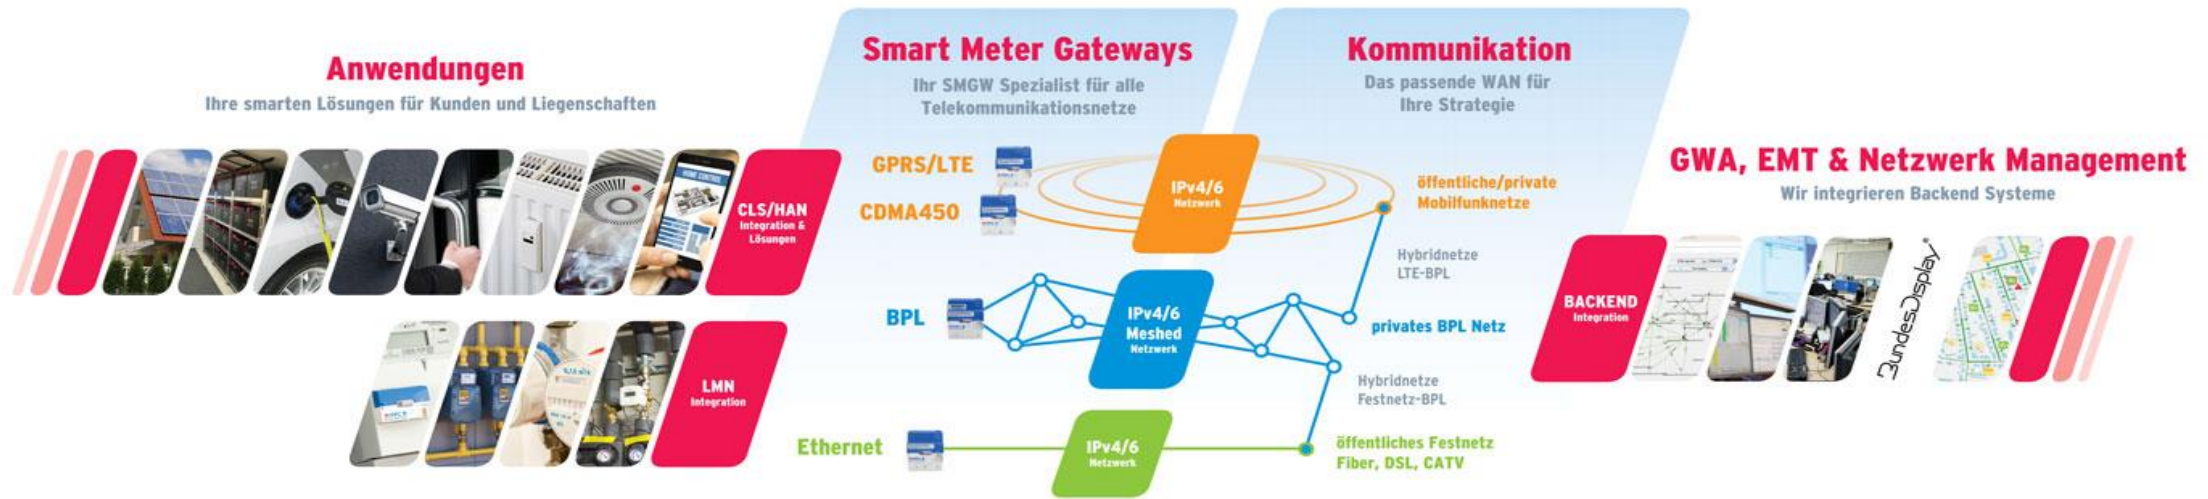 Anwendungen
Ihre smarten Lösungen für Kunden und Liegenschaften
HOME CONTROL
CLS/HAN
Integration &
Lösungen
LMN
Integration
Smart Meter Gateways
Ihr SMGW Spezialist für alle
Telekommunikationsnetze
GPRS/LTE
CDMA450
IPv4/6
Netzwerk
BPL
IPv4/6
Meshed
Netzwerk
Ethernet
IPv4/6
Netzwerk
Kommunikation
Das passende WAN für
Ihre Strategie
öffentliche/private
Mobilfunknetze
Hybridnetze
LTE-BPL
privates BPL Netz
Hybridnetze
Festnetz-BPL
öffentliches Festnetz
Fiber, DSL, CATV
GWA, EMT & Netzwerk Management
Wir integrieren Backend Systeme
BACKEND
Integration
BundesDisplay®